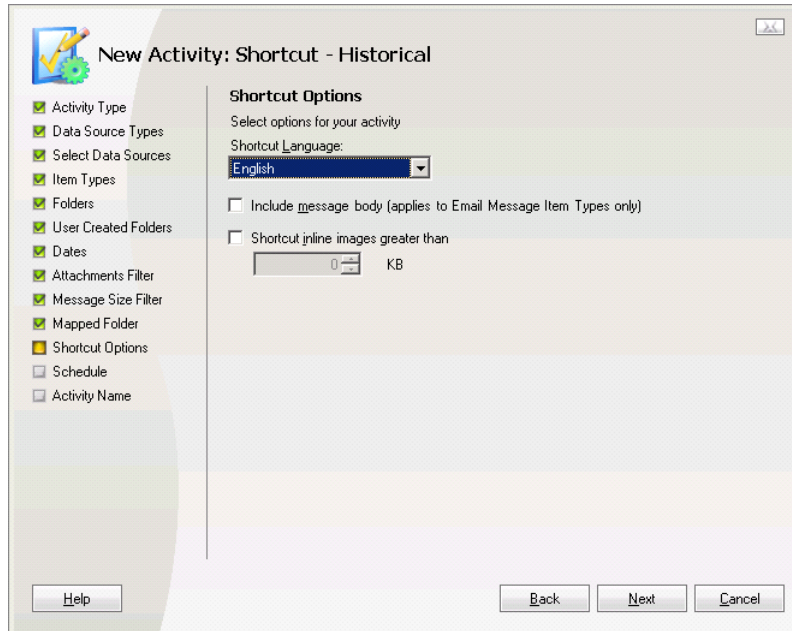 New Activity: Shortcut - Historical
Activity Type
Data Source Types
Select Data Sources
Item Types
Folders
User Created Folders
Dates
Attachments Filter
Message Size Filter
Mapped Folder
Shortcut Options
Schedule
Activity Name
Shortcut Options
Select options for your activity
Shortcut Language:
English
Include message body (applies to Email Message Item Types only)
Shortcut inline images greater than
0 KB
Help Back Next Cancel